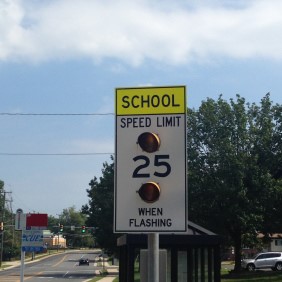 SCHOOL
SPEED LIMIT
25
WHEN
FLASHING